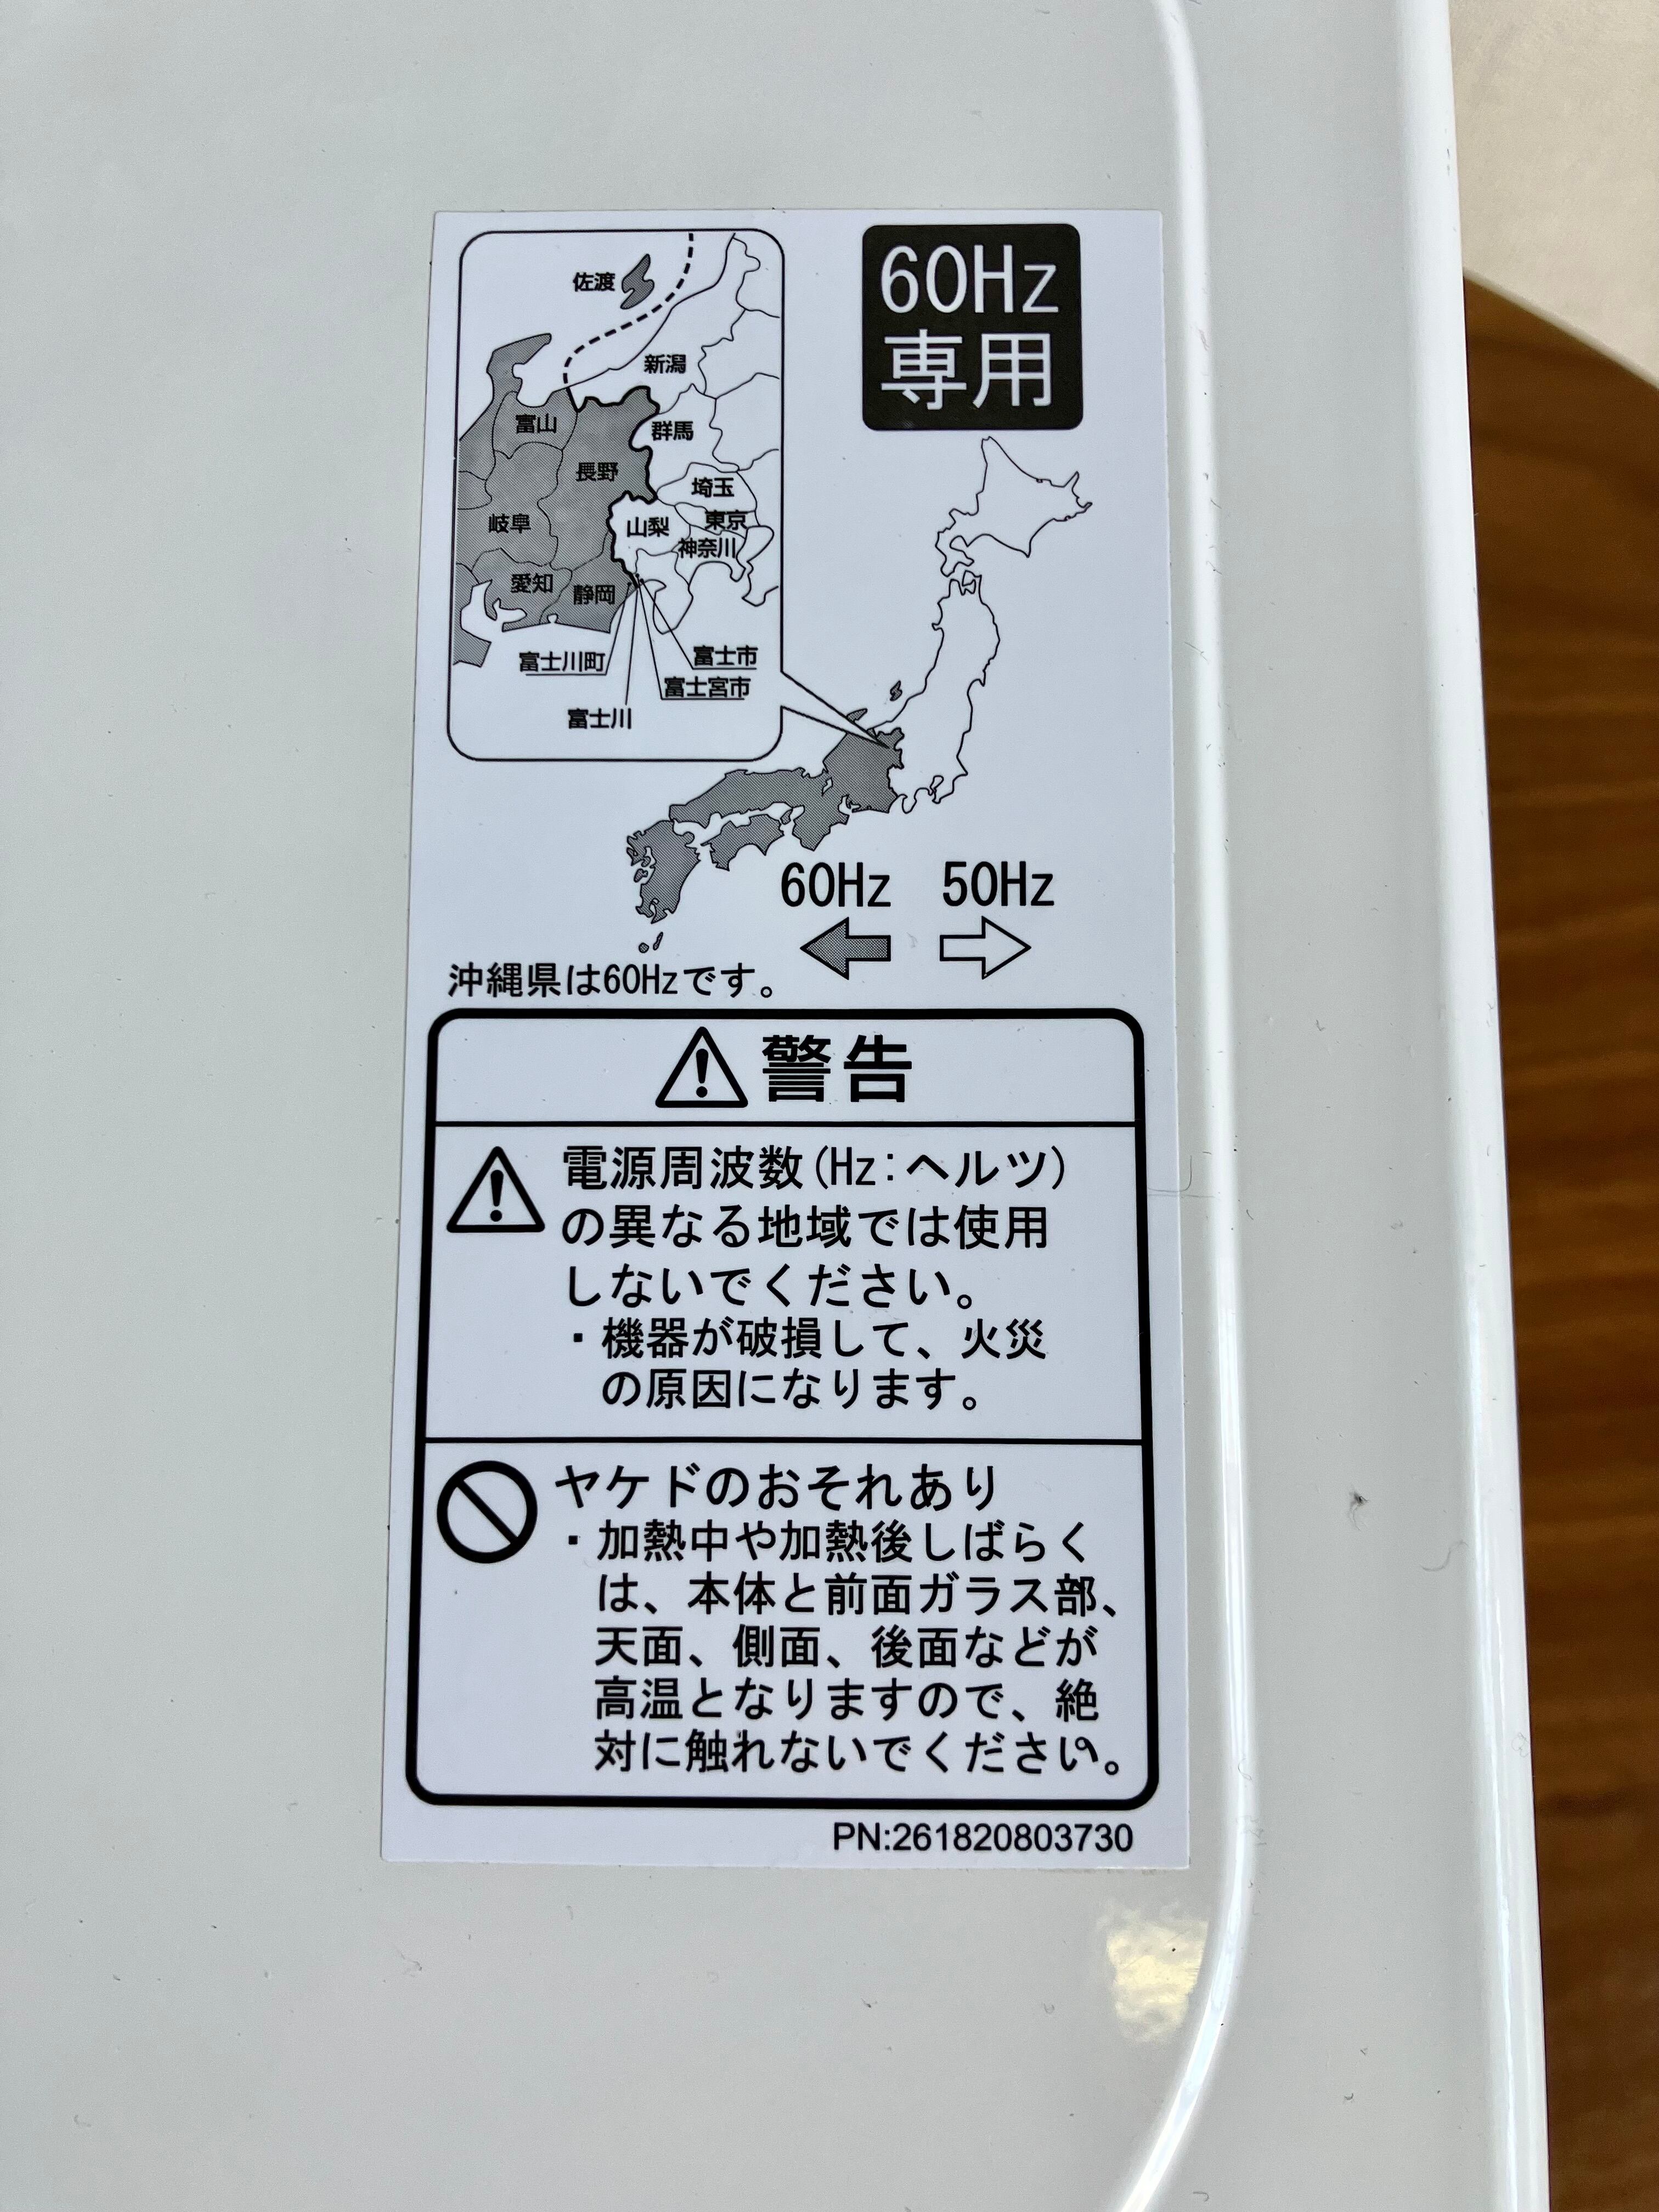 60Hz
専用
佐渡
新潟
富山
群馬
長野
埼玉
岐阜
山梨
東京
神奈川
愛知
静岡
富士川町
富士市
富士宮市
富士川
60Hz
50Hz
沖縄県は60Hzです。
警告
電源周波数(Hz:ヘルツ)
の異なる地域では使用
しないでください。
・機器が破損して、火災
の原因になります。
ヤケドのおそれあり
・加熱中や加熱後しばらく
は、本体と前面ガラス部、
天面、側面、後面などが
高温となりますので、絶
対に触れないでください。
PN:261820803730